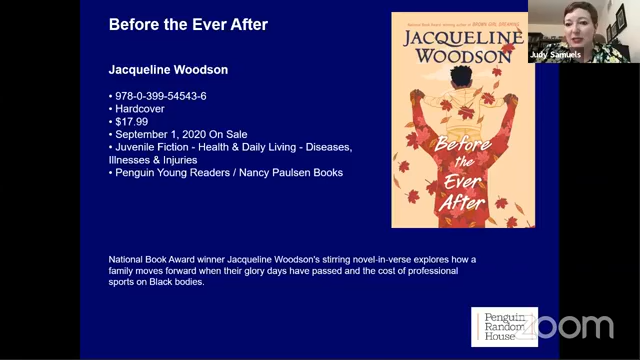 Before the Ever After
Jacqueline Woodson
• 978-0-399-54543-6
• Hardcover
• $17.99
• September 1, 2020 On Sale
• Juvenile Fiction - Health & Daily Living - Diseases,
Illnesses & Injuries
• Penguin Young Readers / Nancy Paulsen Books
National Book Award winning author of BROWN GIRL DREAMING
JACQUELINE
WOODSON
Before
the
Ever
After
Judy Samuels
National Book Award winner Jacqueline Woodson's stirring novel-in-verse explores how a
family moves forward when their glory days have passed and the cost of professional
sports on Black bodies.
Penguin
Random
House
zoom